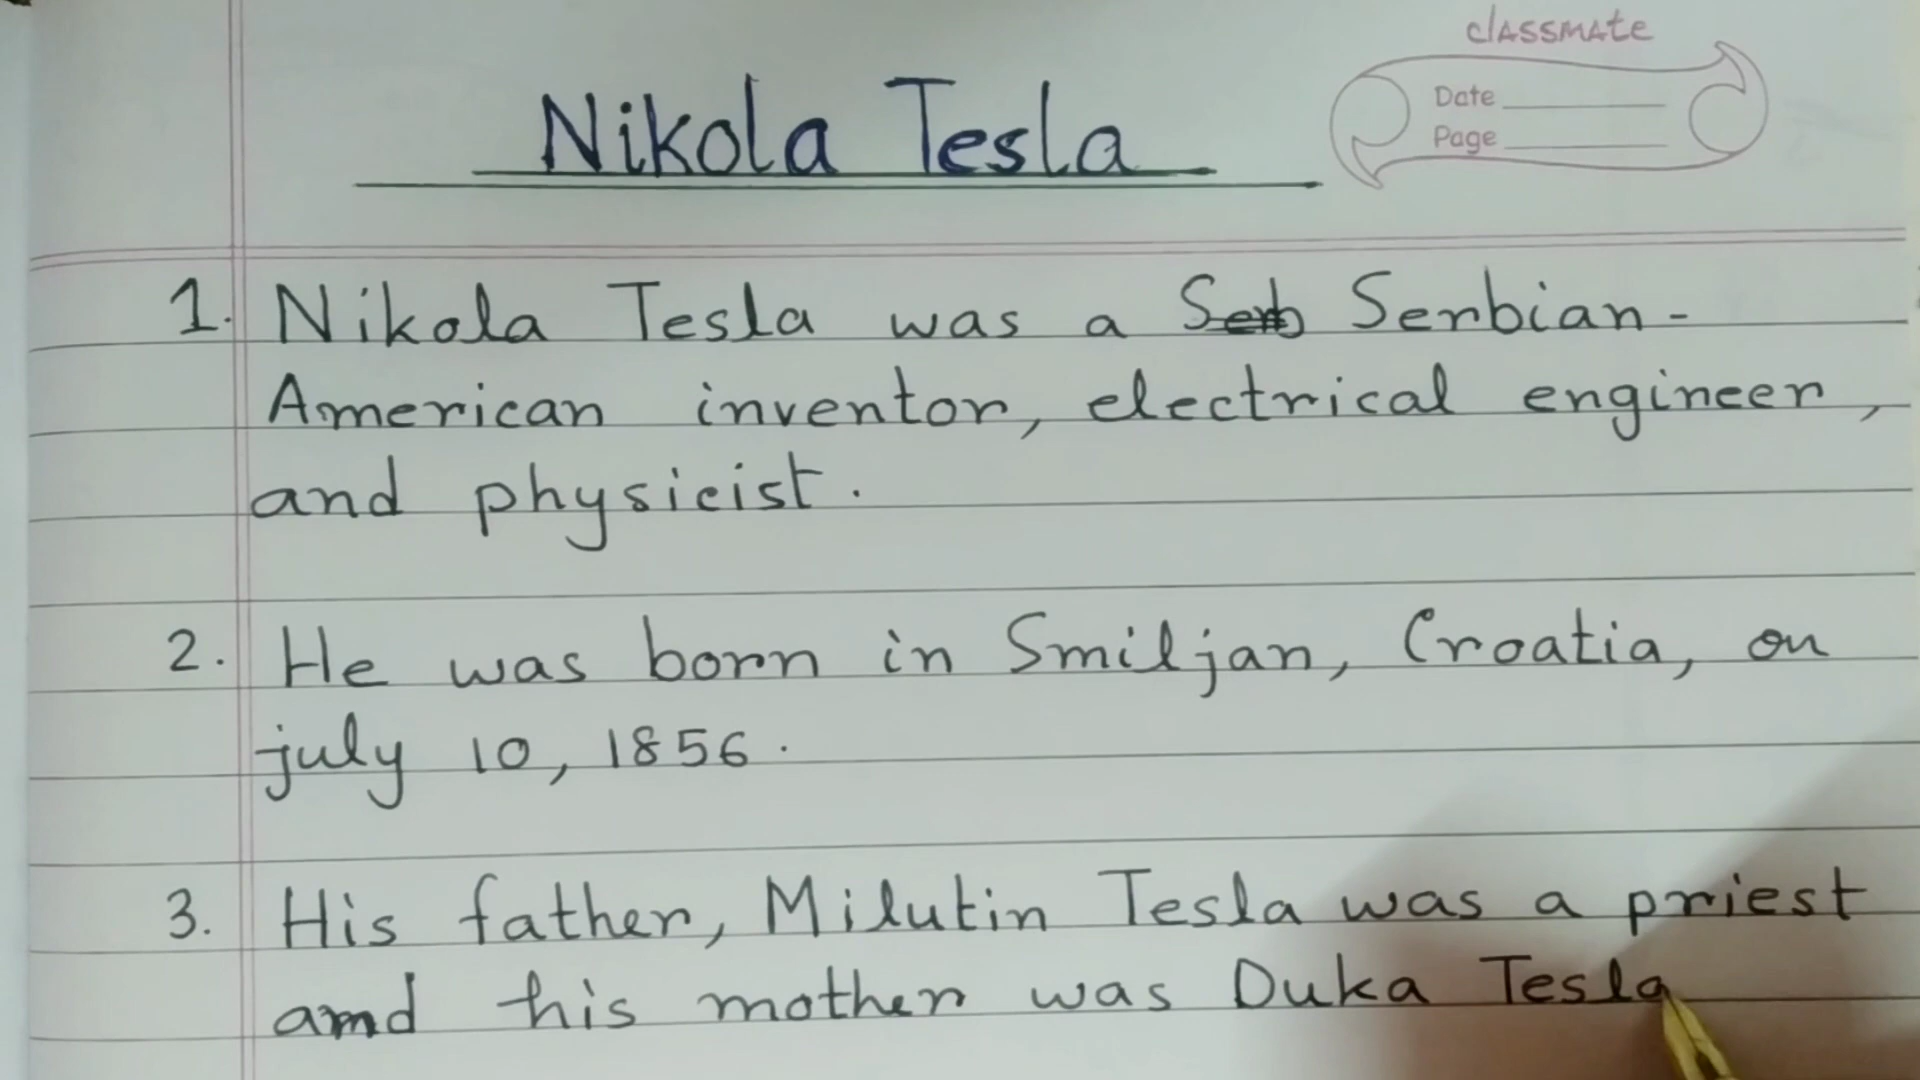 classmate
Date
Page
Nikola Tesla
1. Nikola Tesla was a Serb Serbian-
American inventor, electrical engineer,
and physicist.
2. He was born in Smiljan, Croatia, on
july 10, 1856.
3. His father, Milutin Tesla was a priest
and his mother was Duka Tesla